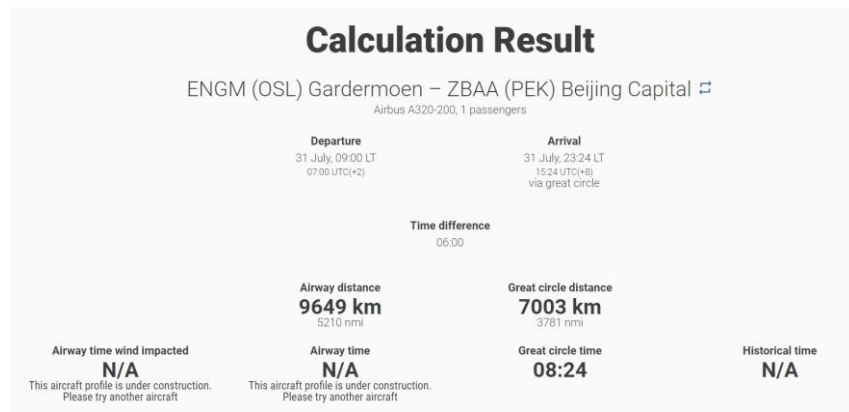 Calculation Result
ENGM (OSL) Gardermoen – ZBAA (PEK) Beijing Capital
Airbus A320-200, 1 passengers
Departure
31 July, 09:00 LT
07:00 UTC(+2)
Arrival
31 July, 23:24 LT
15:24 UTC(+8)
via great circle
Time difference
06:00
Airway distance
9649 km
5210 nmi
Great circle distance
7003 km
3781 nmi
Airway time wind impacted
N/A
This aircraft profile is under construction.
Please try another aircraft
Airway time
N/A
This aircraft profile is under construction.
Please try another aircraft
Great circle time
08:24
Historical time
N/A